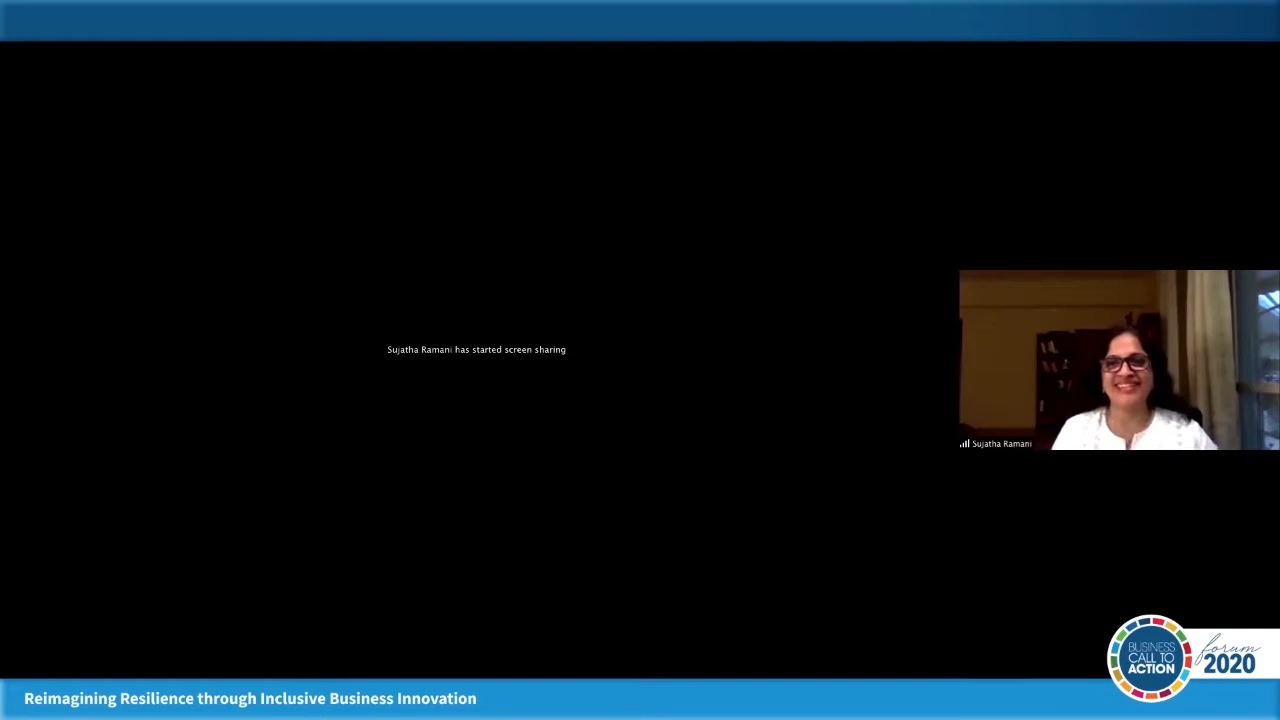 Sujatha Ramani has started screen sharing
Sujatha Ramani
BUSINESS
CALL TO
ACTION
forum
2020
Reimagining Resilience through Inclusive Business Innovation